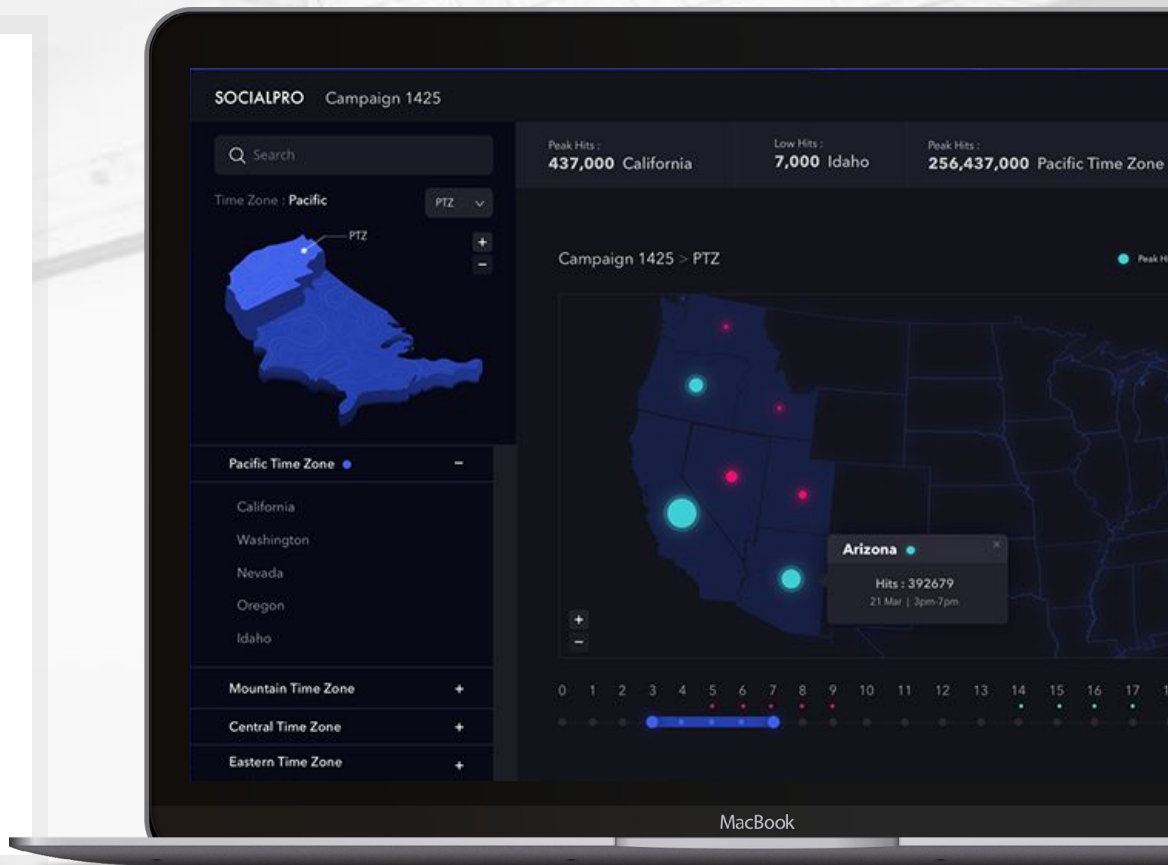 SOCIALPRO Campaign 1425
Search
Time Zone : Pacific
PTZ
PTZ
+
−
Pacific Time Zone
−
California
Washington
Nevada
Oregon
Idaho
Mountain Time Zone +
Central Time Zone +
Eastern Time Zone +
Peak Hits :
437,000 California
Low Hits :
7,000 Idaho
Peak Hits :
256,437,000 Pacific Time Zone
Campaign 1425 > PTZ
Peak
Arizona ×
Hits : 392679
21 Mar | 3pm-7pm
+
−
0 1 2 3 4 5 6 7 8 9 10 11 12 13 14 15 16 17
MacBook